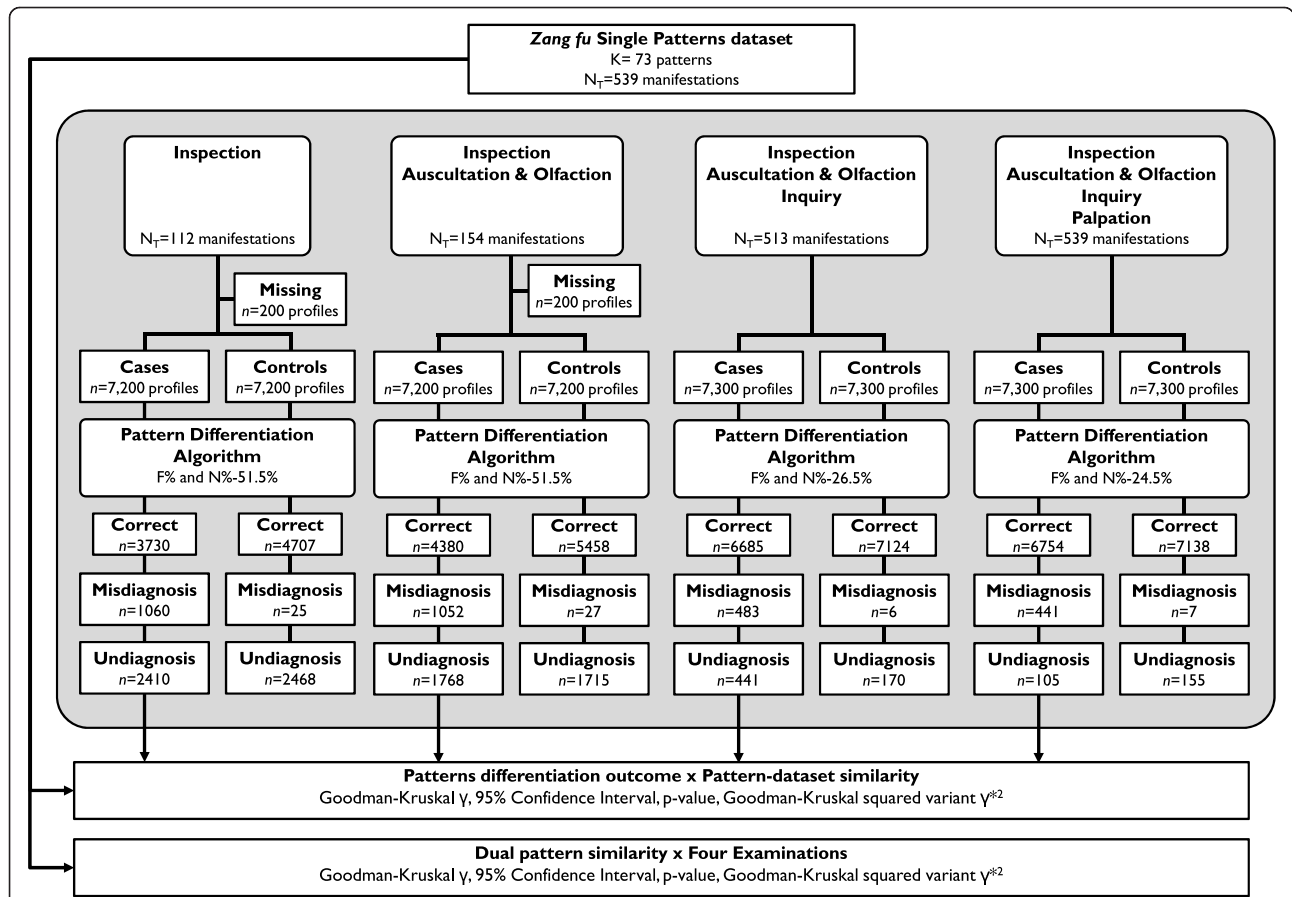 Zang fu Single Patterns dataset
K= 73 patterns
N_T=539 manifestations
Inspection
N_T=112 manifestations
Inspection
Auscultation & Olfaction
N_T=154 manifestations
Inspection
Auscultation & Olfaction
Inquiry
N_T=513 manifestations
Inspection
Auscultation & Olfaction
Inquiry
Palpation
N_T=539 manifestations
Missing
n=200 profiles
Missing
n=200 profiles
Cases
n=7,200 profiles
Controls
n=7,200 profiles
Cases
n=7,200 profiles
Controls
n=7,200 profiles
Cases
n=7,300 profiles
Controls
n=7,300 profiles
Cases
n=7,300 profiles
Controls
n=7,300 profiles
Pattern Differentiation
Algorithm
F% and N%-51.5%
Pattern Differentiation
Algorithm
F% and N%-51.5%
Pattern Differentiation
Algorithm
F% and N%-26.5%
Pattern Differentiation
Algorithm
F% and N%-24.5%
Correct
n=3730
Correct
n=4707
Correct
n=4380
Correct
n=5458
Correct
n=6685
Correct
n=7124
Correct
n=6754
Correct
n=7138
Misdiagnosis
n=1060
Misdiagnosis
n=25
Misdiagnosis
n=1052
Misdiagnosis
n=27
Misdiagnosis
n=483
Misdiagnosis
n=6
Misdiagnosis
n=441
Misdiagnosis
n=7
Undiagnosis
n=2410
Undiagnosis
n=2468
Undiagnosis
n=1768
Undiagnosis
n=1715
Undiagnosis
n=441
Undiagnosis
n=170
Undiagnosis
n=105
Undiagnosis
n=155
Patterns differentiation outcome x Pattern-dataset similarity
Goodman-Kruskal γ, 95% Confidence Interval, p-value, Goodman-Kruskal squared variant γ*²
Dual pattern similarity x Four Examinations
Goodman-Kruskal γ, 95% Confidence Interval, p-value, Goodman-Kruskal squared variant γ*²